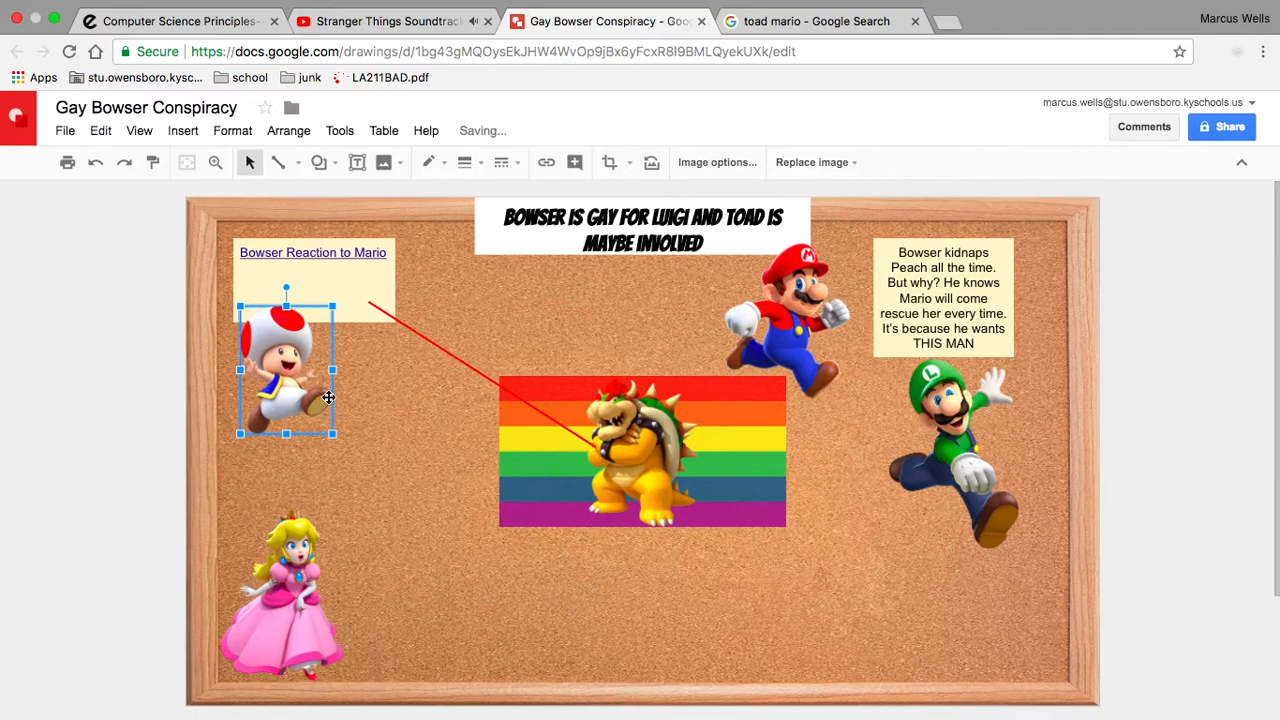 Computer Science Principles--
Stranger Things Soundtrack
Gay Bowser Conspiracy - Goo
toad mario - Google Search
Marcus Wells
Secure
https://docs.google.com/drawings/d/1bg43gMQOysEkJHW4WvOp9jBx6yFcxR8I9BMLQyekUXk/edit
Apps
stu.owensboro.kysc...
school
junk
LA211BAD.pdf
Gay Bowser Conspiracy
marcus.wells@stu.owensboro.kyschools.us
File Edit View Insert Format Arrange Tools Table Help Saving...
Comments
Share
Image options...
Replace image
BOWSER IS GAY FOR LUIGI AND TOAD IS
MAYBE INVOLVED
Bowser Reaction to Mario
Bowser kidnaps
Peach all the time.
But why? He knows
Mario will come
rescue her every time.
It's because he wants
THIS MAN
M
L